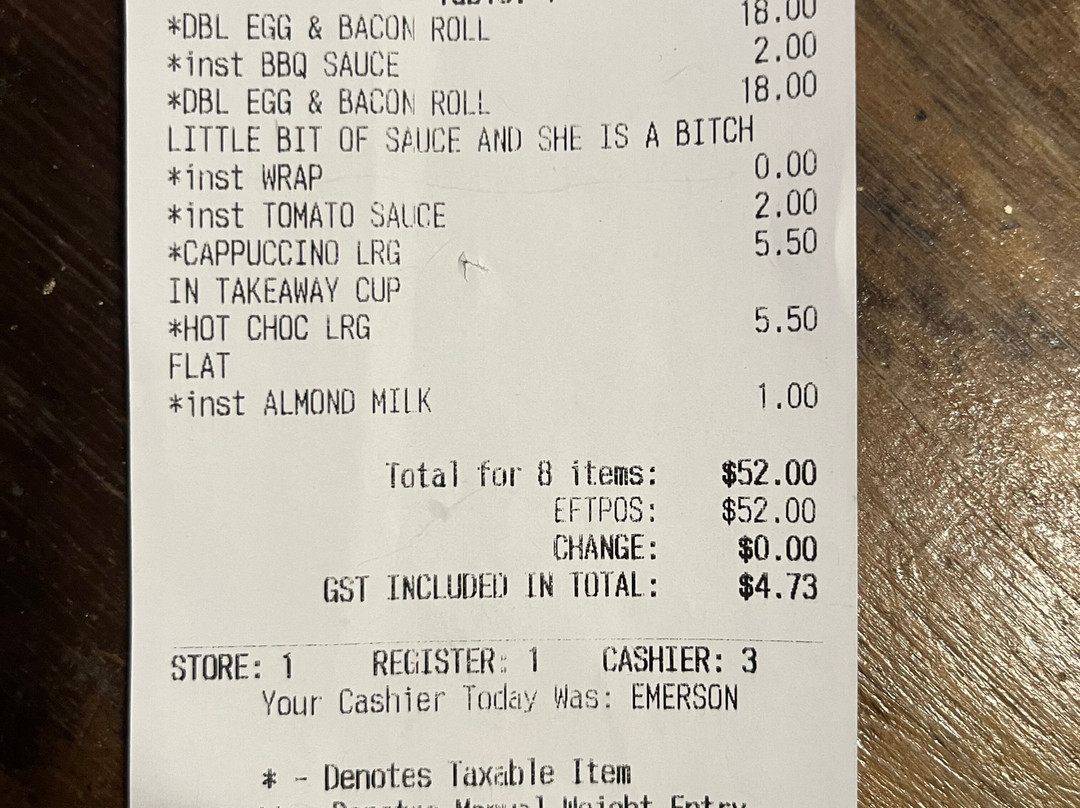 *DBL EGG & BACON ROLL 18.00
*inst BBQ SAUCE 2.00
*DBL EGG & BACON ROLL 18.00
LITTLE BIT OF SAUCE AND SHE IS A BITCH
*inst WRAP 0.00
*inst TOMATO SAUCE 2.00
*CAPPUCCINO LRG 5.50
IN TAKEAWAY CUP
*HOT CHOC LRG 5.50
FLAT
*inst ALMOND MILK 1.00
Total for 8 items: $52.00
EFTPOS: $52.00
CHANGE: $0.00
GST INCLUDED IN TOTAL: $4.73
STORE: 1 REGISTER: 1 CASHIER: 3
Your Cashier Today Was: EMERSON
* - Denotes Taxable Item
Manual Weight Entry